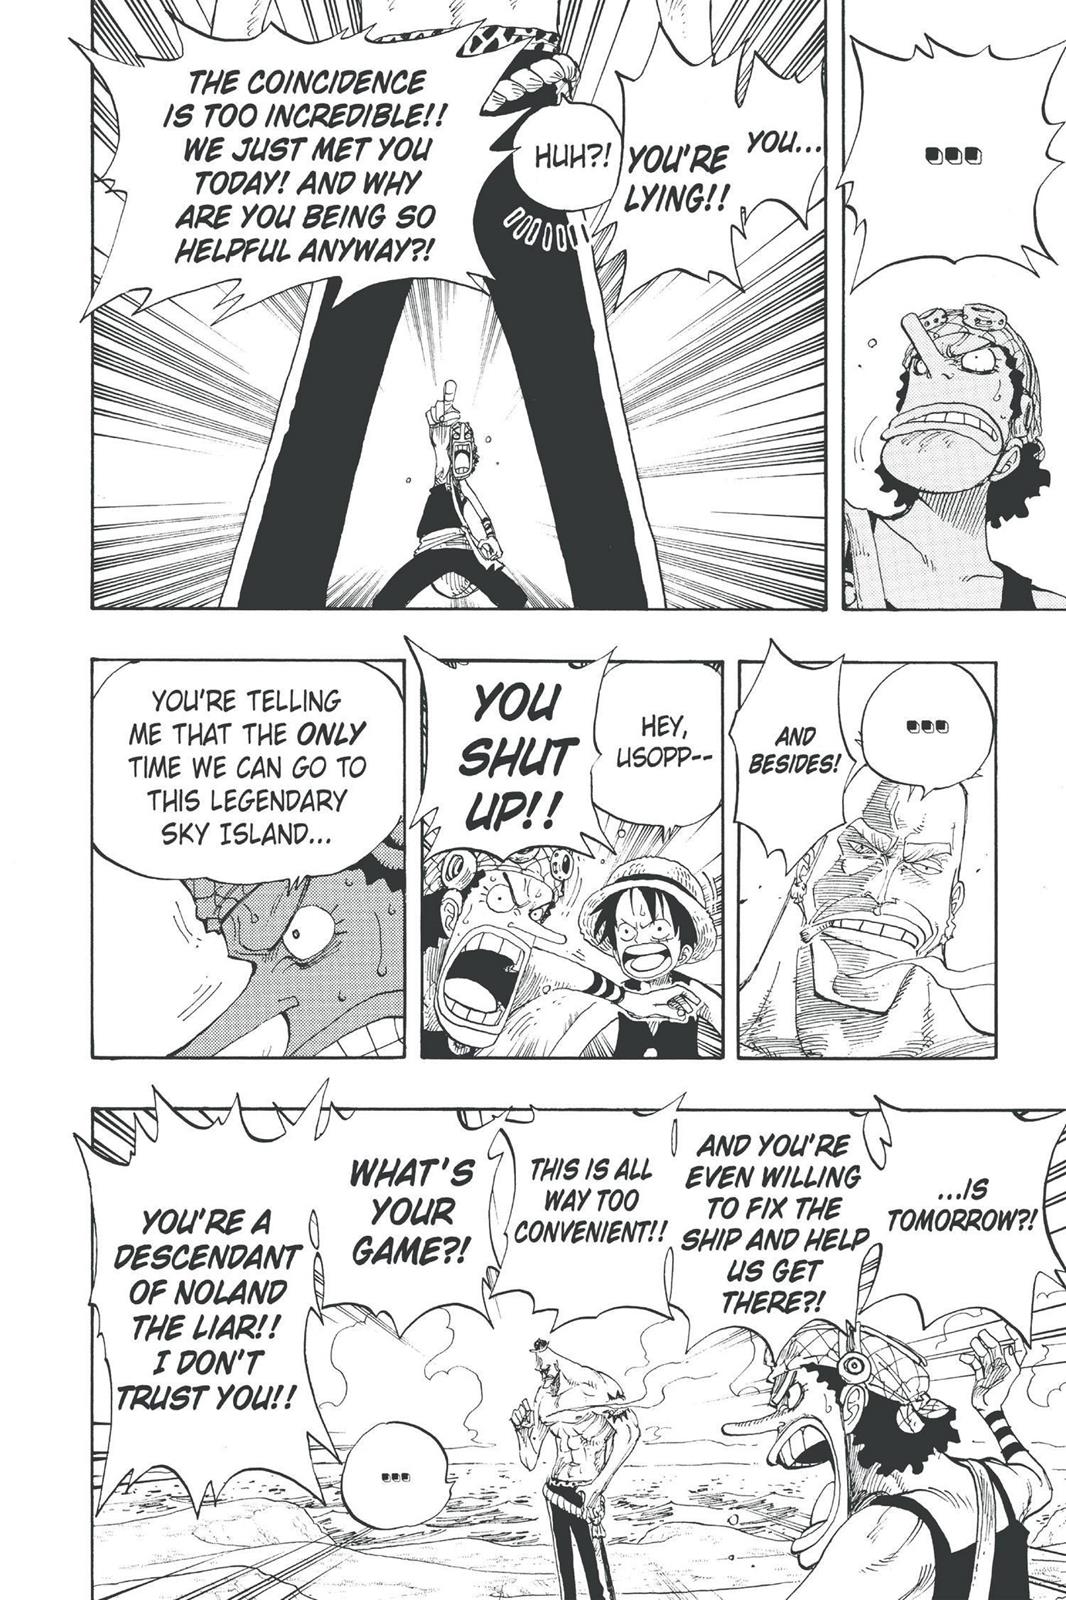 ...
YOU...
YOU'RE
LYING!!
HUH?!
THE COINCIDENCE
IS TOO INCREDIBLE!!
WE JUST MET YOU
TODAY! AND WHY
ARE YOU BEING SO
HELPFUL ANYWAY?!
...
AND
BESIDES!
HEY,
USOPP--
YOU
SHUT
UP!!
YOU'RE TELLING
ME THAT THE ONLY
TIME WE CAN GO TO
THIS LEGENDARY
SKY ISLAND...
...IS
TOMORROW?!
AND YOU'RE
EVEN WILLING
TO FIX THE
SHIP AND HELP
US GET
THERE?!
THIS IS ALL
WAY TOO
CONVENIENT!!
WHAT'S
YOUR
GAME?!
YOU'RE A
DESCENDANT
OF NOLAND
THE LIAR!!
I DON'T
TRUST YOU!!
...